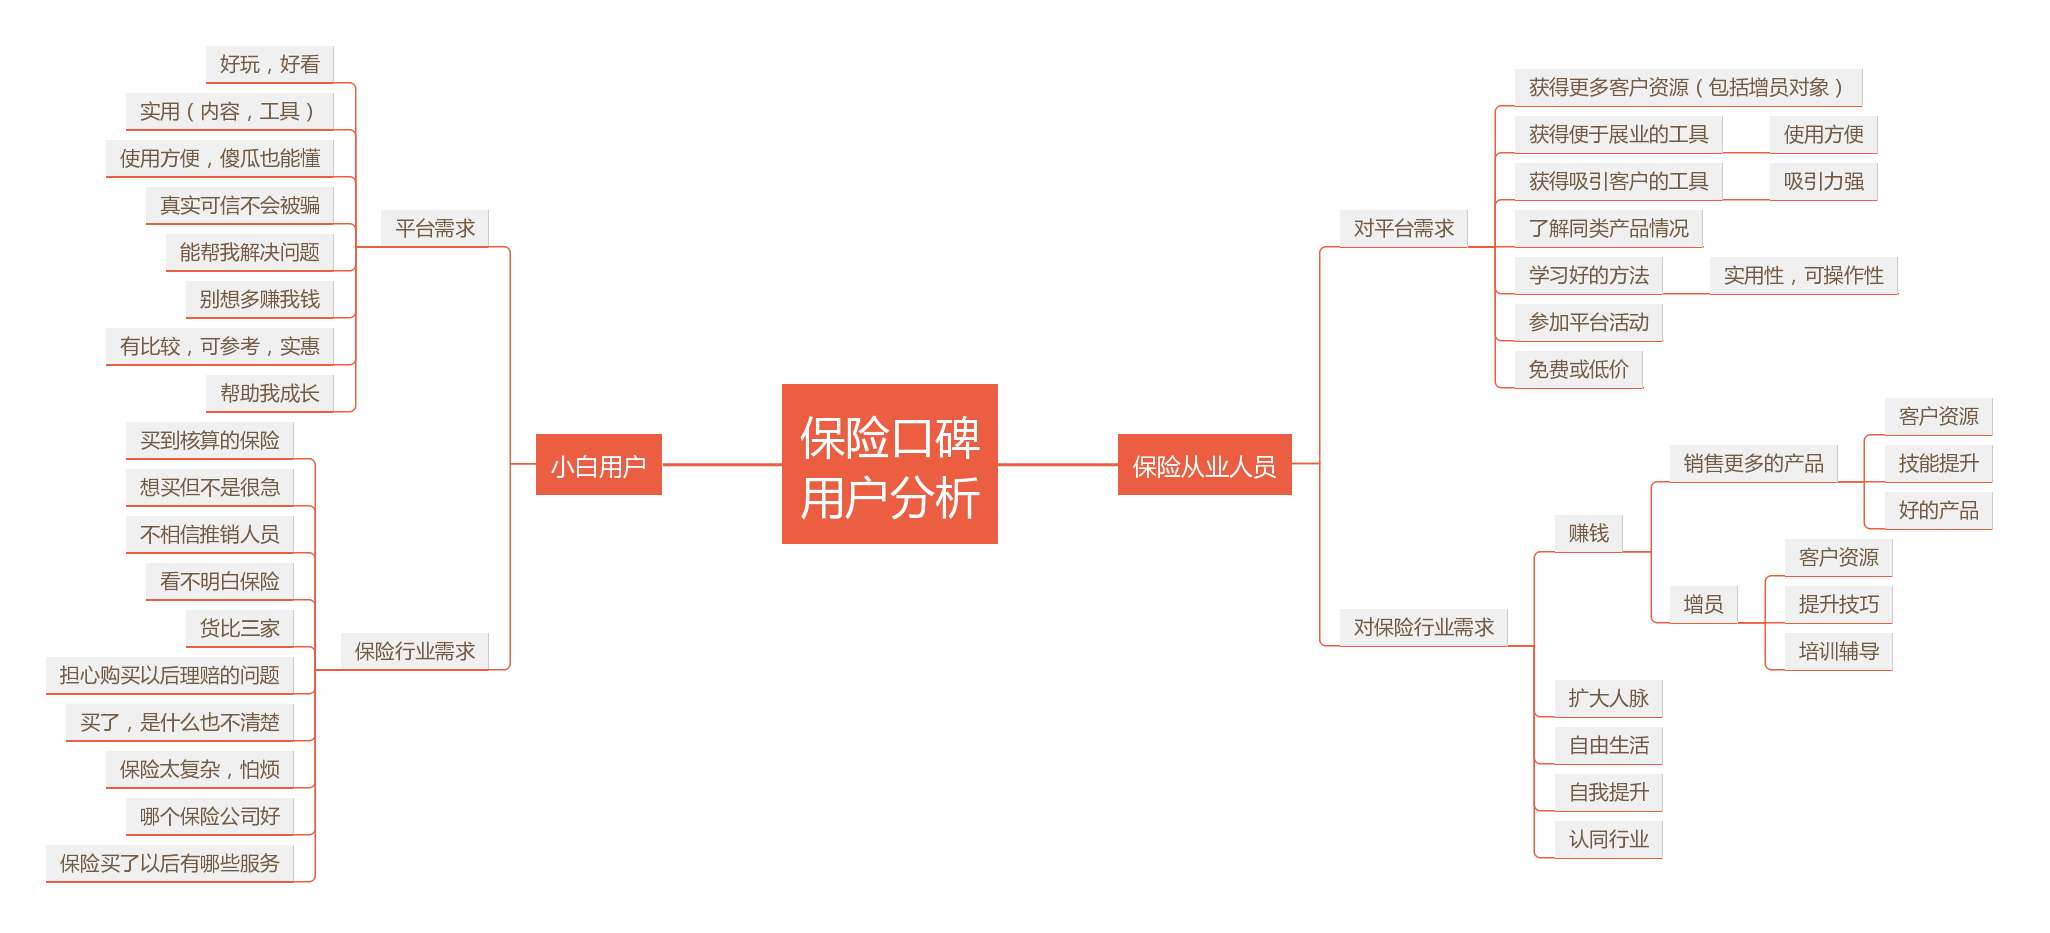 保险口碑
用户分析
小白用户
平台需求
好玩，好看
实用（内容，工具）
使用方便，傻瓜也能懂
真实可信不会被骗
能帮我解决问题
别想多赚我钱
有比较，可参考，实惠
帮助我成长
保险行业需求
买到核算的保险
想买但不是很急
不相信推销人员
看不明白保险
货比三家
担心购买以后理赔的问题
买了，是什么也不清楚
保险太复杂，怕烦
哪个保险公司好
保险买了以后有哪些服务
保险从业人员
对平台需求
获得更多客户资源（包括增员对象）
获得便于展业的工具
使用方便
获得吸引客户的工具
吸引力强
了解同类产品情况
学习好的方法
实用性，可操作性
参加平台活动
免费或低价
对保险行业需求
赚钱
销售更多的产品
客户资源
技能提升
好的产品
增员
客户资源
提升技巧
培训辅导
扩大人脉
自由生活
自我提升
认同行业